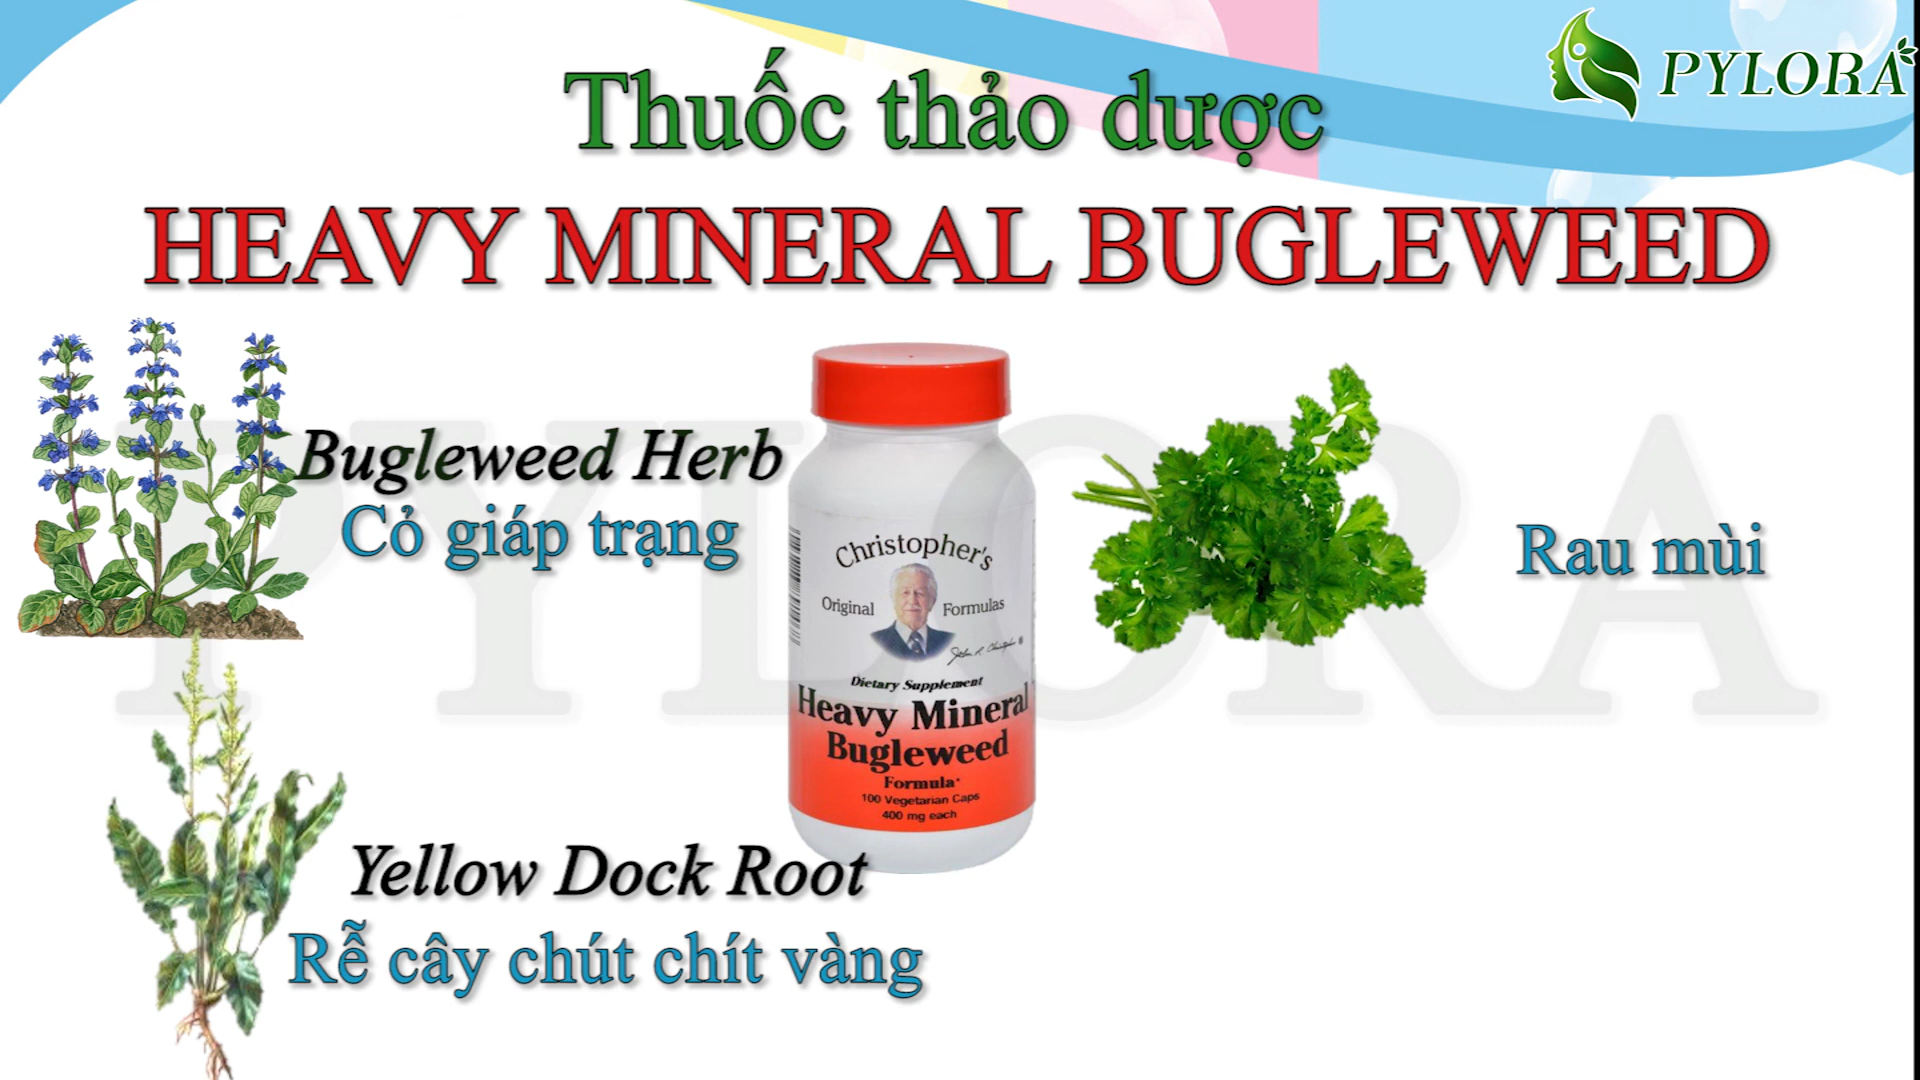 PYLORA
Thuốc thảo dược
HEAVY MINERAL BUGLEWEED
Bugleweed Herb
Cỏ giáp trạng
Christopher's
Original Formulas
Dietary Supplement
Heavy Mineral
Bugleweed
Formula*
100 Vegetarian Caps
400 mg each
Rau mùi
Yellow Dock Root
Rễ cây chút chít vàng
PYLORA